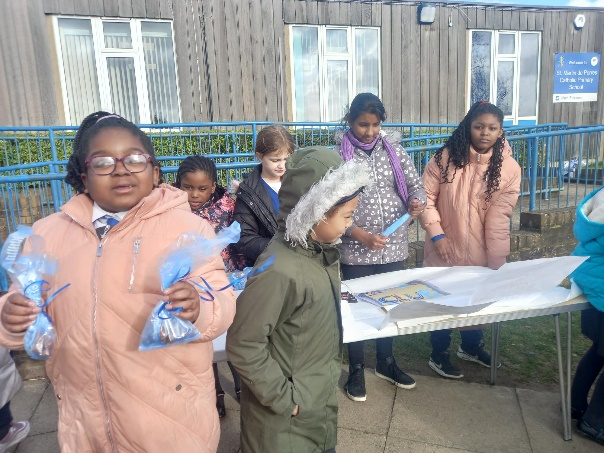 Welcome to
St. Martin de Porres
Catholic Primary
School